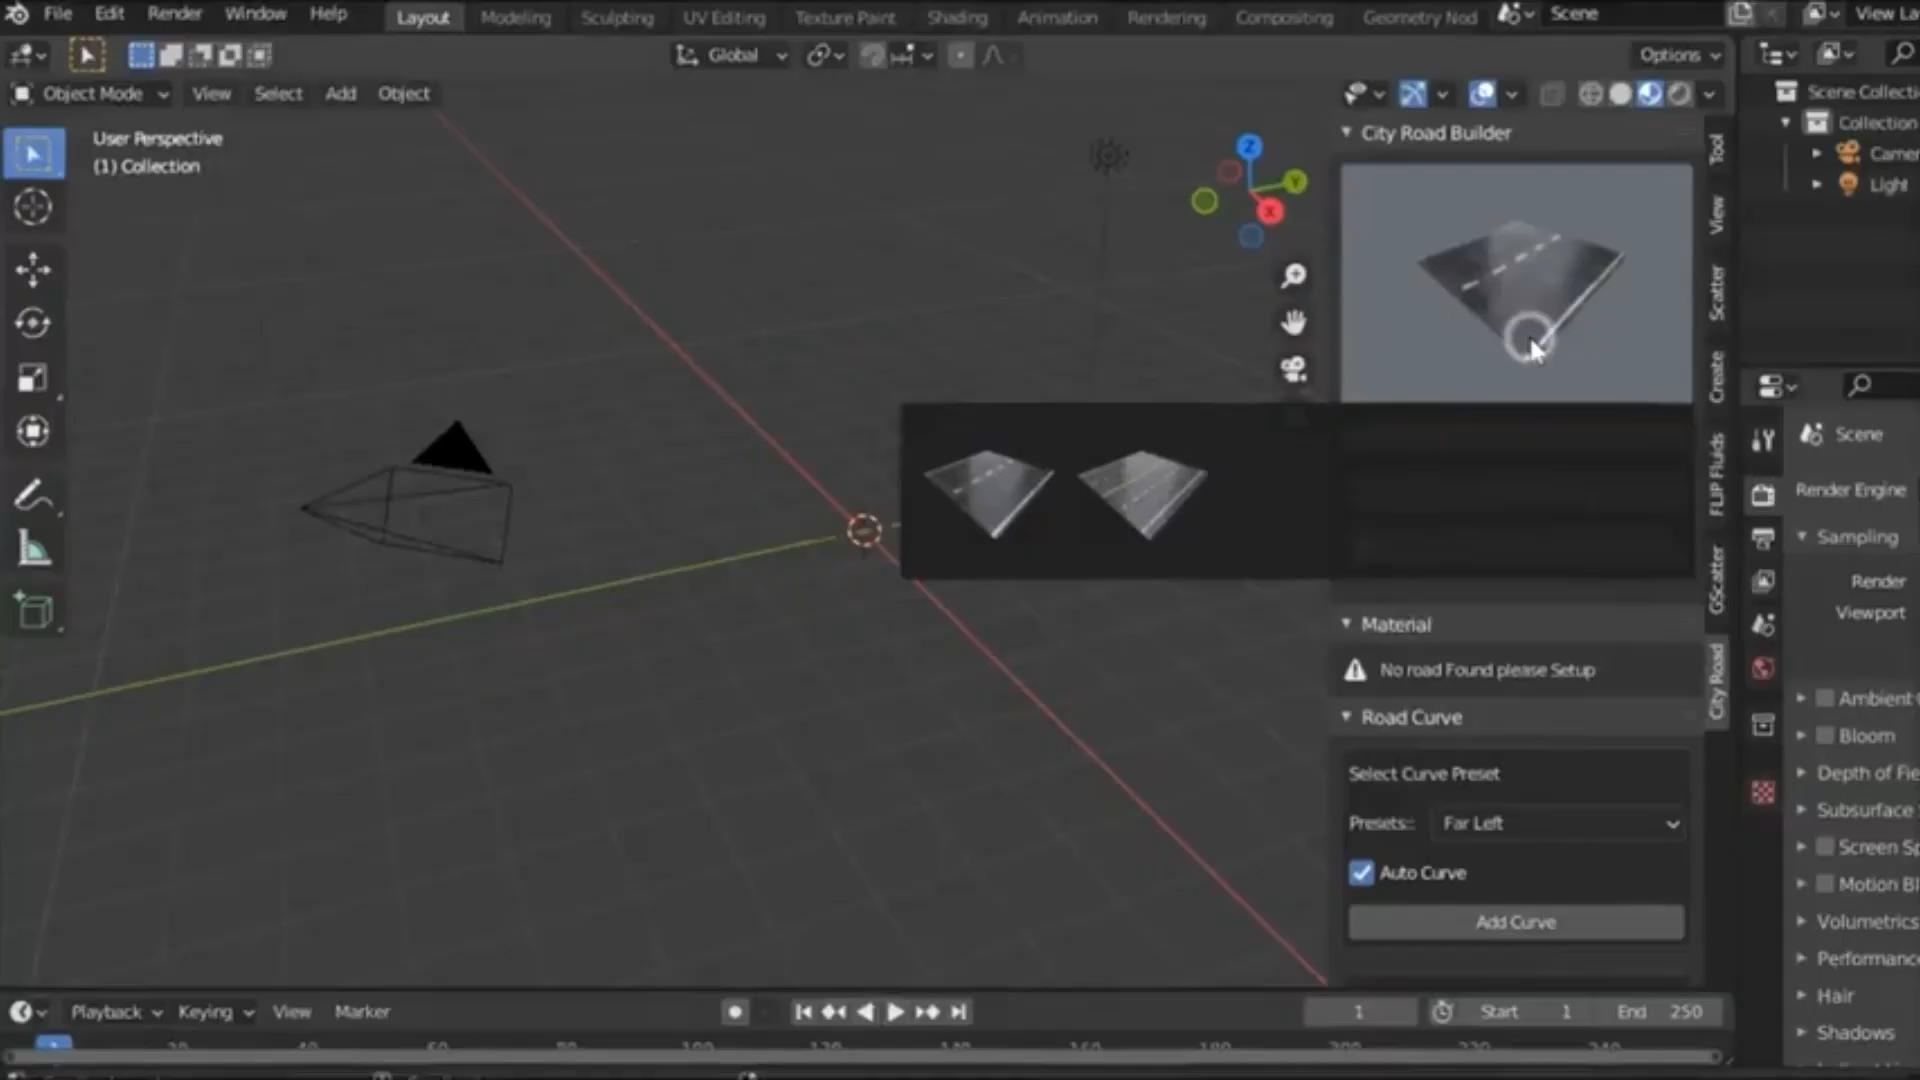 File Edit Render Window Help Layout Modeling Sculpting UV Editing Texture Paint Shading Animation Rendering Compositing Geometry Nod Scene View La
Global Options
Object Mode View Select Add Object
User Perspective
(1) Collection
Z
Y
X
City Road Builder
Material
No road Found please Setup
Road Curve
Select Curve Preset
Presets: Far Left
Auto Curve
Add Curve
Tool
View
Scatter
Create
FLIP Fluids
GScatter
City Road
Scene Collecti
Collection
Camer
Light
Scene
Render Engine
Sampling
Render
Viewport
Ambient
Bloom
Depth of Fie
Subsurface
Screen Sp
Motion Bl
Volumetrics
Performance
Hair
Shadows
Playback Keying View Marker 1 Start 1 End 250